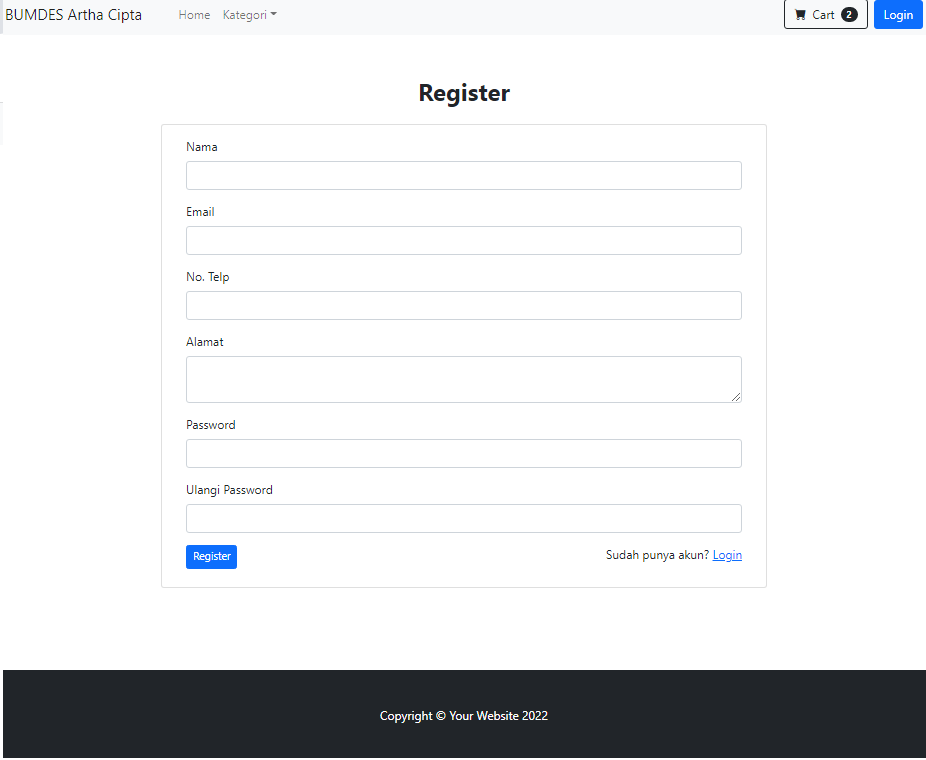 BUMDES Artha Cipta Home Kategori Cart 2 Login
Register
Nama
Email
No. Telp
Alamat
Password
Ulangi Password
Register Sudah punya akun? Login
Copyright © Your Website 2022